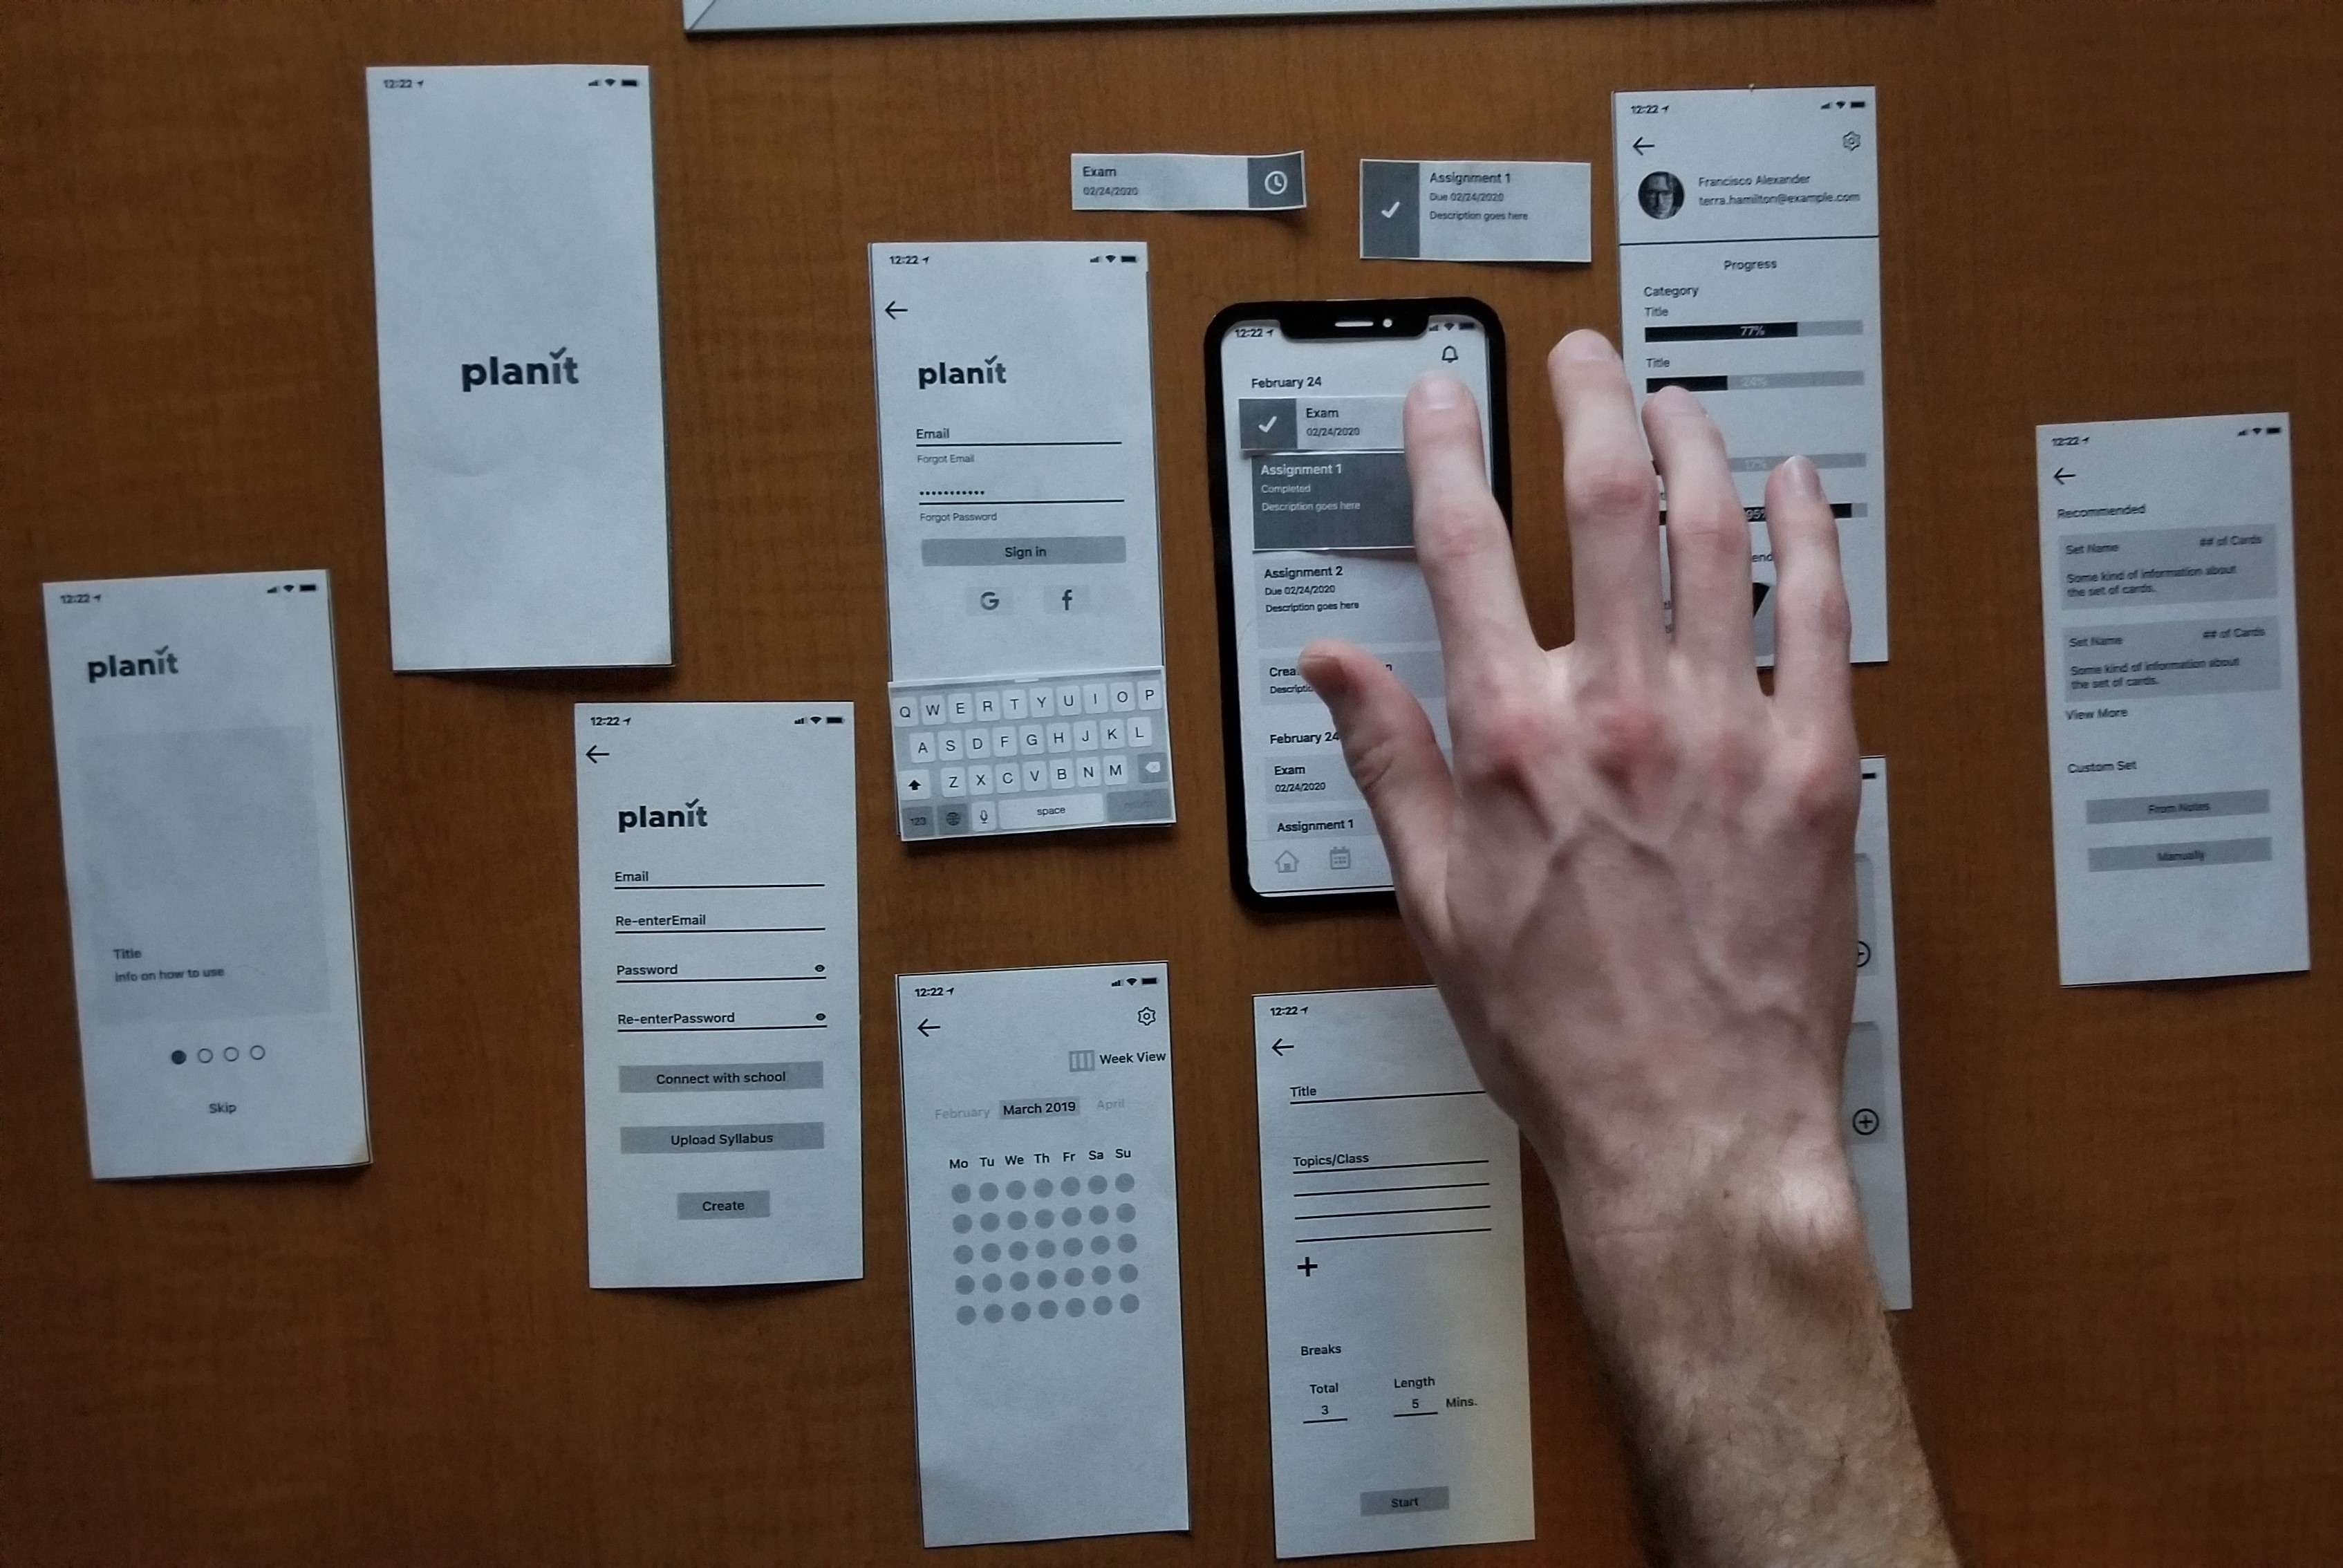 12:22
planit
12:22
planit
Title
Info on how to use
Skip
12:22
planit
Email
Re-enterEmail
Password
Re-enterPassword
Connect with school
Upload Syllabus
Create
12:22
planit
Email
Forgot Email
Forgot Password
Sign in
G f
Q W E R T Y U I O P
A S D F G H J K L
Z X C V B N M
123 space
12:22
Week View
February March 2019 April
Mo Tu We Th Fr Sa Su
Exam
02/24/2020
Assignment 1
Due 02/24/2020
Description goes here
12:22
February 24
Exam
02/24/2020
Assignment 1
Completed
Description goes here
Assignment 2
Due 02/24/2020
Description goes here
February 24
Exam
02/24/2020
Assignment 1
12:22
Title
Topics/Class
Breaks
Total Length
3 5 Mins.
Start
12:22
Francisco Alexander
terra.hamilton@example.com
Progress
Category
Title
77%
Title
24%
17%
95%
12:22
Recommended
Set Name ## of Cards
Some kind of information about
the set of cards.
Set Name ## of Cards
Some kind of information about
the set of cards.
View More
Custom Set
From Notes
Manually